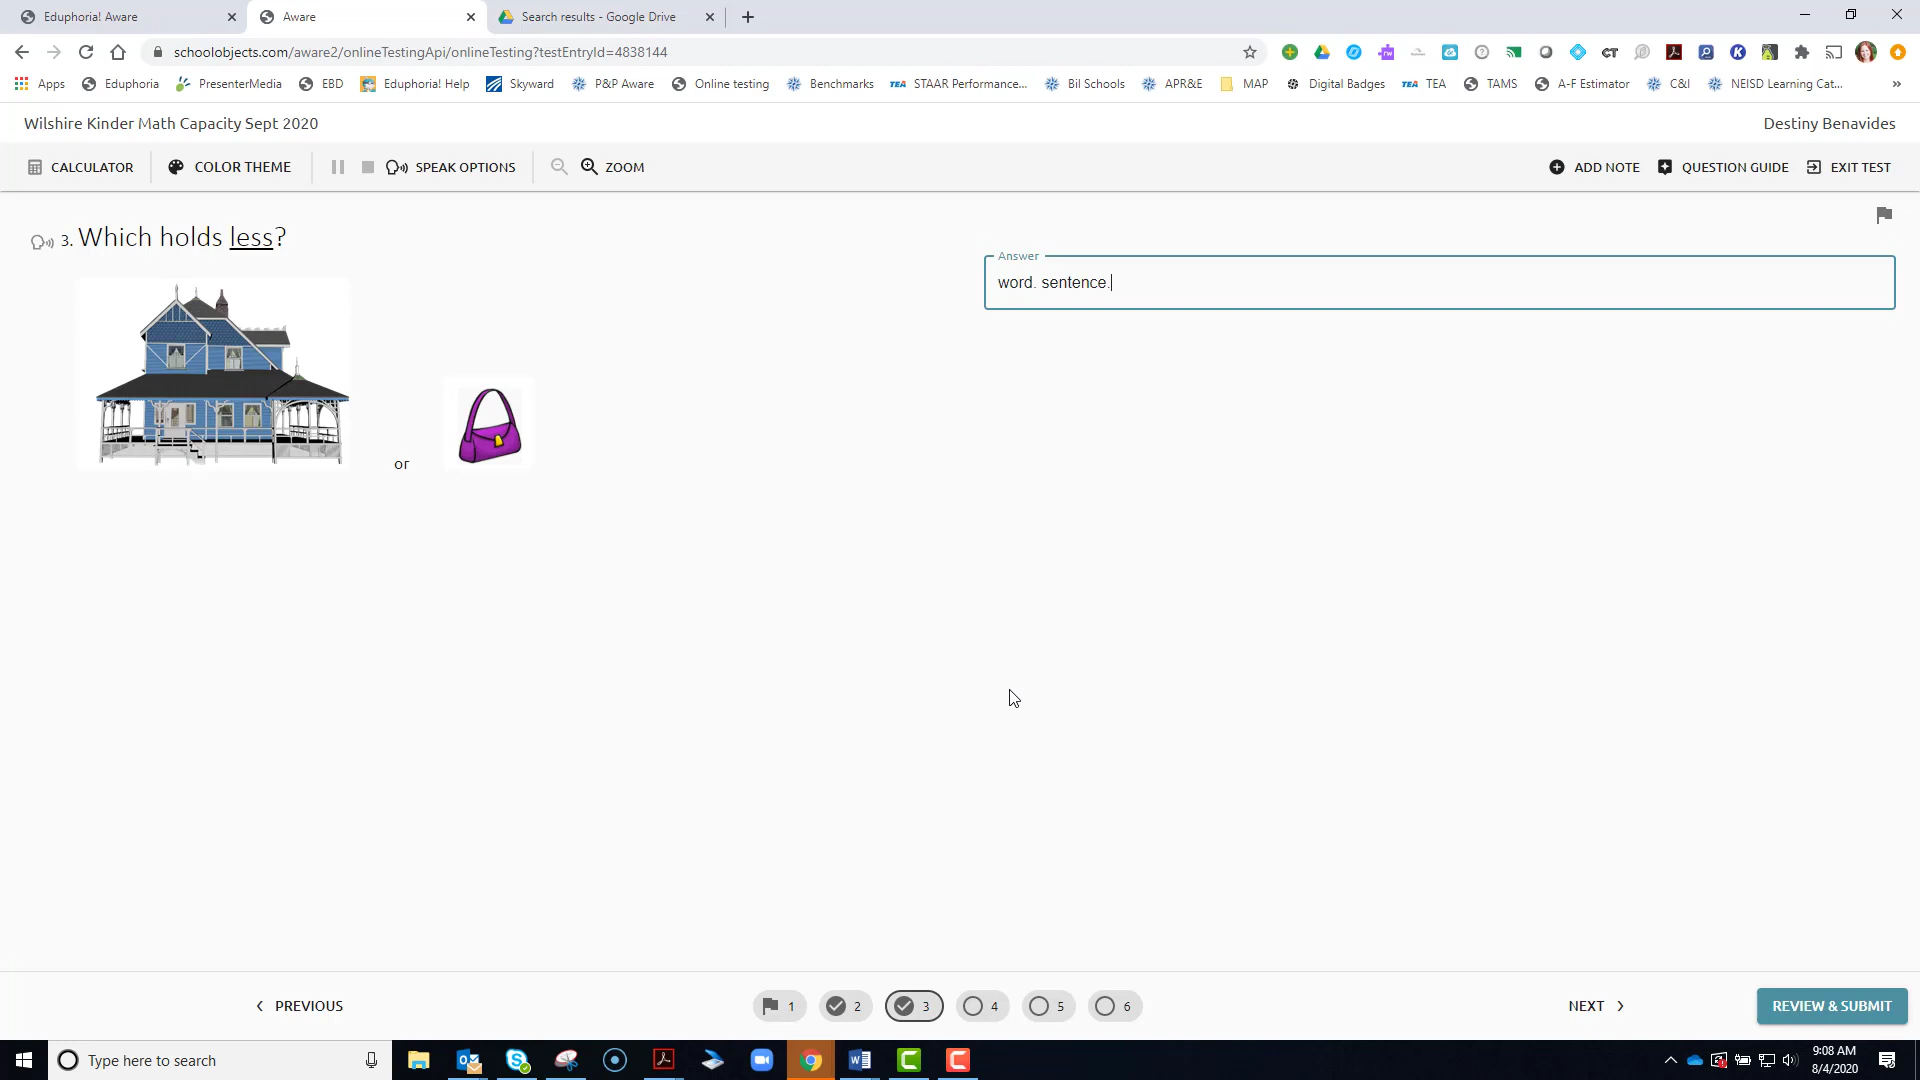 Eduphoria! Aware
Aware
Search results - Google Drive
schoolobjects.com/aware2/onlineTestingApi/onlineTesting?testEntryId=4838144
Apps Eduphoria PresenterMedia EBD Eduphoria! Help Skyward P&P Aware Online testing Benchmarks TEA STAAR Performance... Bil Schools APR&E MAP Digital Badges TEA TEA TAMS A-F Estimator C&I NEISD Learning Cat... »
Wilshire Kinder Math Capacity Sept 2020
Destiny Benavides
CALCULATOR COLOR THEME SPEAK OPTIONS ZOOM ADD NOTE QUESTION GUIDE EXIT TEST
3. Which holds less?
or
Answer
word. sentence.
PREVIOUS 1 2 3 4 5 6 NEXT REVIEW & SUBMIT
Type here to search
9:08 AM
8/4/2020